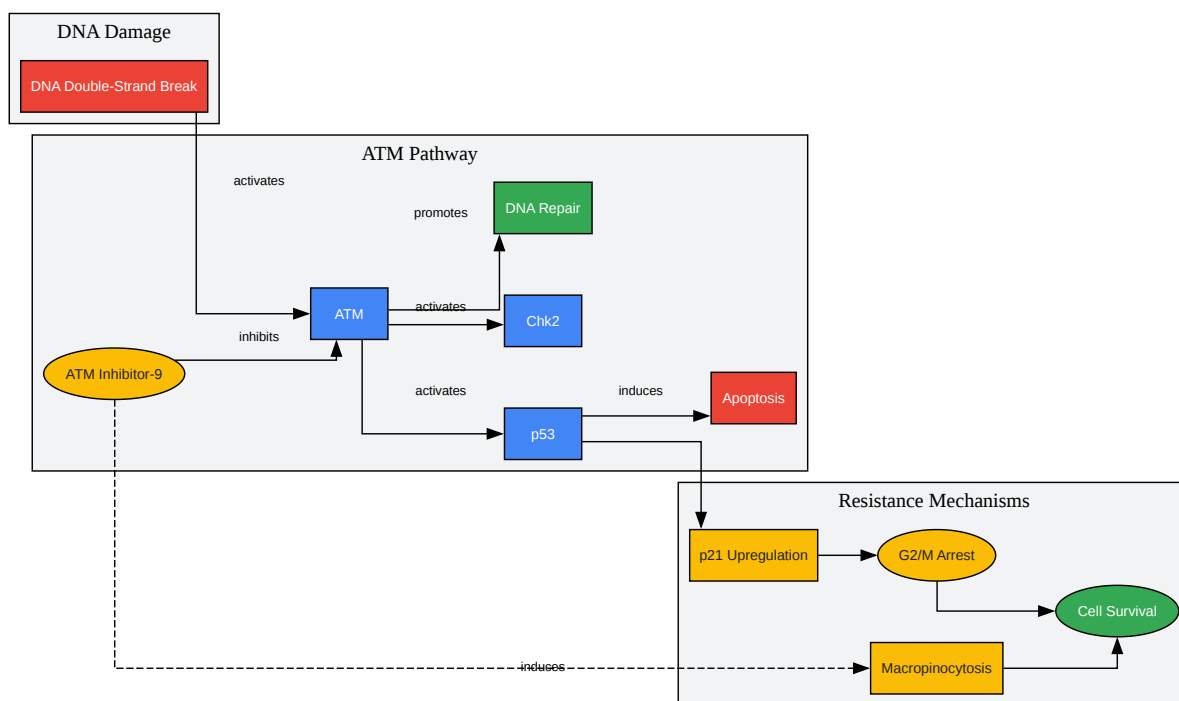 DNA Damage
DNA Double-Strand Break
ATM Pathway
activates
DNA Repair
promotes
ATM
activates
Chk2
inhibits
ATM Inhibitor-9
activates
induces
Apoptosis
p53
Resistance Mechanisms
p21 Upregulation
G2/M Arrest
Cell Survival
induces
Macropinocytosis